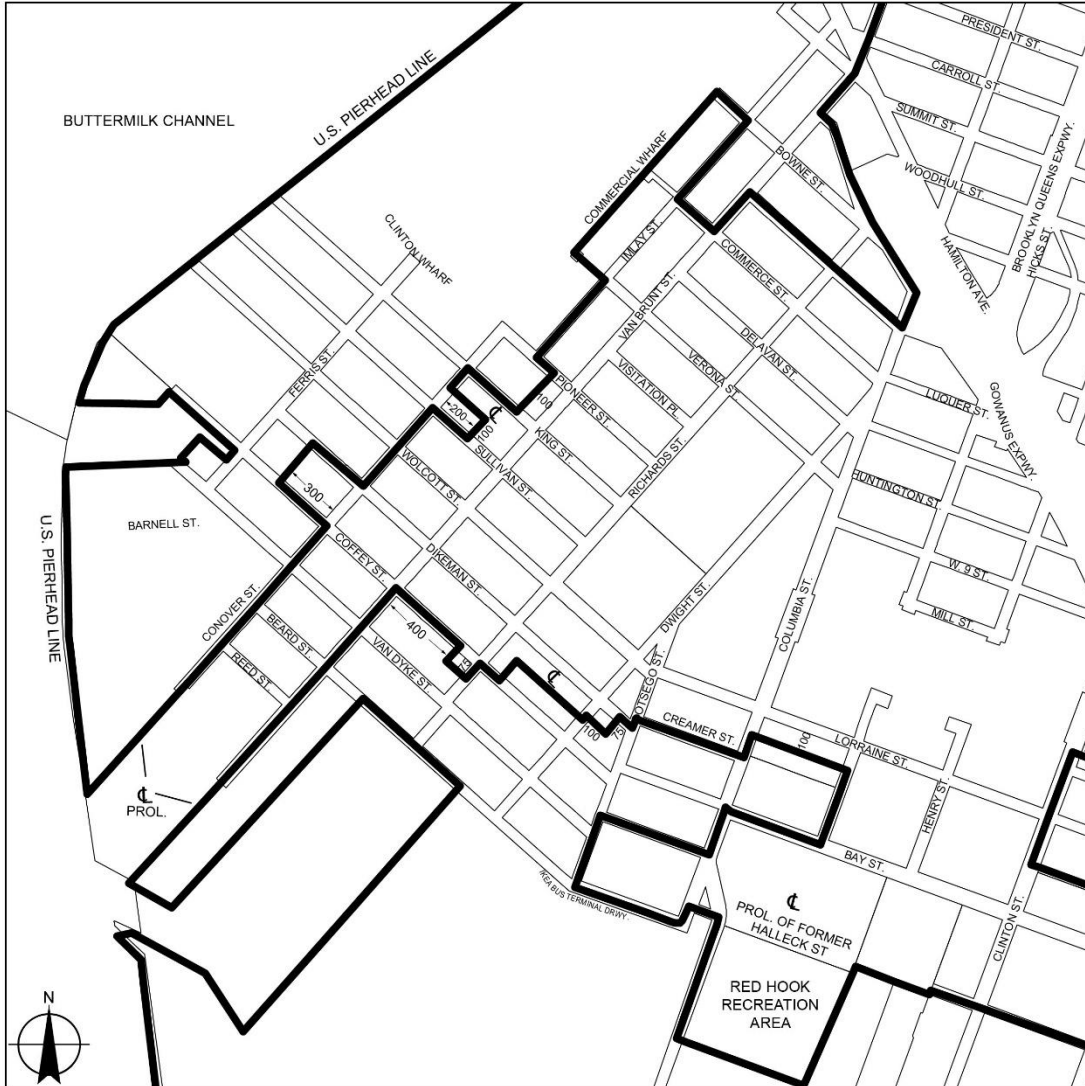 PRESIDENT ST.
CARROLL ST.
U.S. PIERHEAD LINE
BUTTERMILK CHANNEL
SUMMIT ST.
BROOKLYN QUEENS EXPWY.
COMMERCIAL WHARF
BOWNE ST.
WOODHULL ST.
HICKS ST.
CLINTON WHARF
IMLAY ST.
HAMILTON AVE.
COMMERCE ST.
VAN BRUNT ST.
DELAVAN ST.
VERONA ST.
FERRIS ST.
VISITATION PL.
PIONEER ST.
100
LUQUER ST.
GOWANUS EXPWY.
200
℄
100
KING ST.
SULLIVAN ST.
RICHARDS ST.
WOLCOTT ST.
HUNTINGTON ST.
300
BARNELL ST.
U.S. PIERHEAD LINE
COFFEY ST.
DIKEMAN ST.
W. 9 ST.
MILL ST.
CONOVER ST.
BEARD ST.
400
DWIGHT ST.
COLUMBIA ST.
REED ST.
VAN DYKE ST.
75
℄
OTSEGO ST.
100
75
CREAMER ST.
100
LORRAINE ST.
℄
PROL.
HENRY ST.
BAY ST.
IKEA BUS TERMINAL DRWY.
℄
PROL. OF FORMER
HALLECK ST
CLINTON ST.
RED HOOK
RECREATION
AREA
N